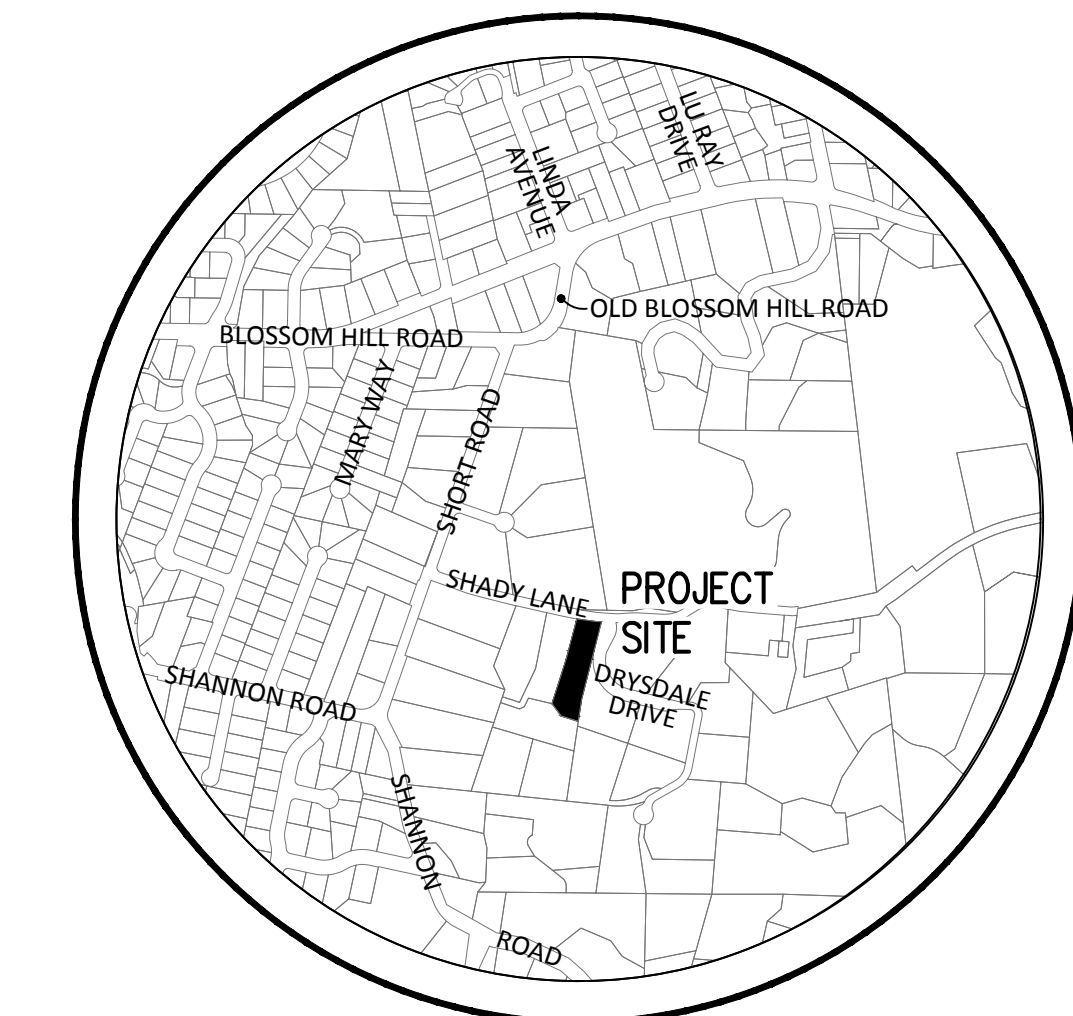 LU RAY
DRIVE
LINDA
AVENUE
OLD BLOSSOM HILL ROAD
BLOSSOM HILL ROAD
MARY WAY
SHORT ROAD
SHADY LANE
PROJECT
SITE
DRYSDALE
DRIVE
SHANNON ROAD
SHANNON
ROAD